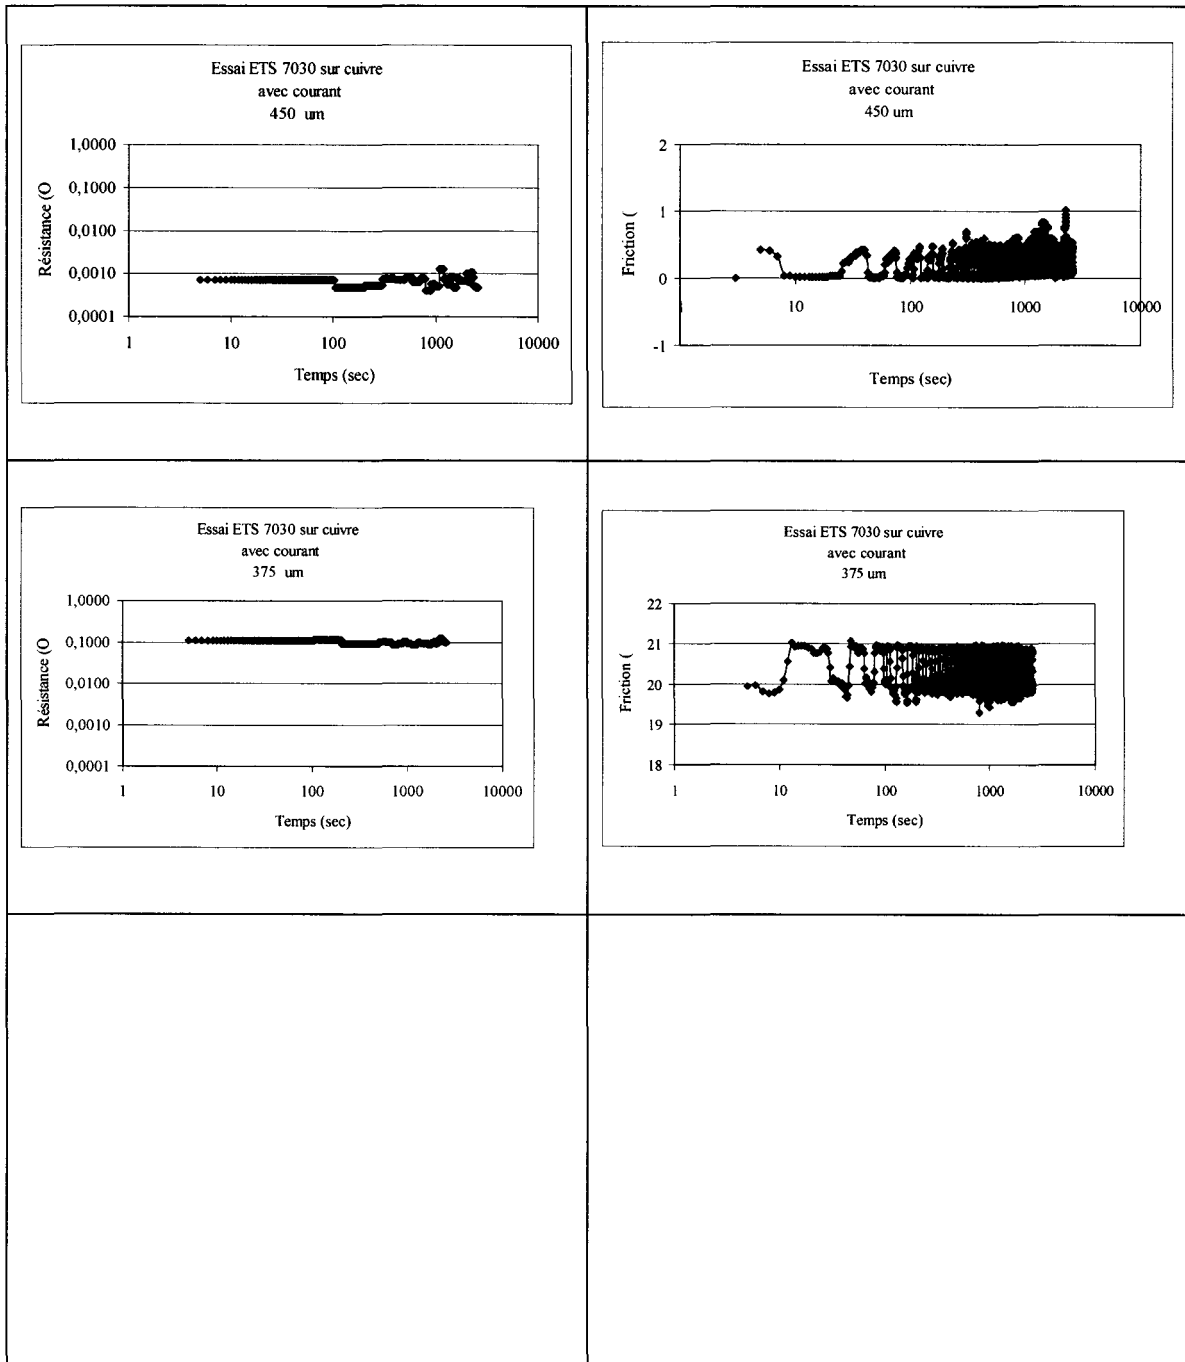 Essai ETS 7030 sur cuivre
avec courant
450 um
Résistance (O
1,0000
0,1000
0,0100
0,0010
0,0001
1 10 100 1000 10000
Temps (sec)
Essai ETS 7030 sur cuivre
avec courant
450 um
Friction (
2
1
0
-1
1 10 100 1000 10000
Temps (sec)
Essai ETS 7030 sur cuivre
avec courant
375 um
Résistance (O
1,0000
0,1000
0,0100
0,0010
0,0001
1 10 100 1000 10000
Temps (sec)
Essai ETS 7030 sur cuivre
avec courant
375 um
Friction (
22
21
20
19
18
1 10 100 1000 10000
Temps (sec)